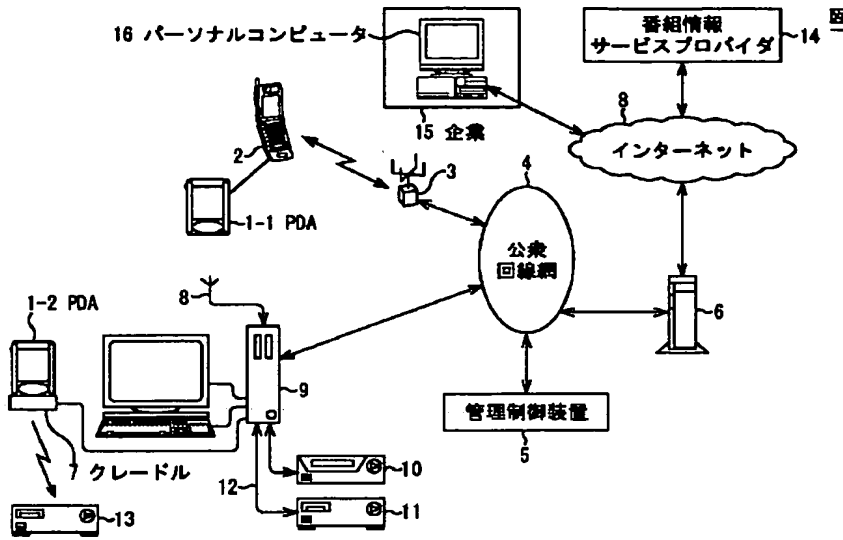 16 パーソナルコンピュータ
番組情報
サービスプロバイダ
14
15 企業
8
インターネット
2
3
4
1-1 PDA
公衆
回線網
8
6
1-2 PDA
9
管理制御装置
5
7 クレードル
10
12
11
13